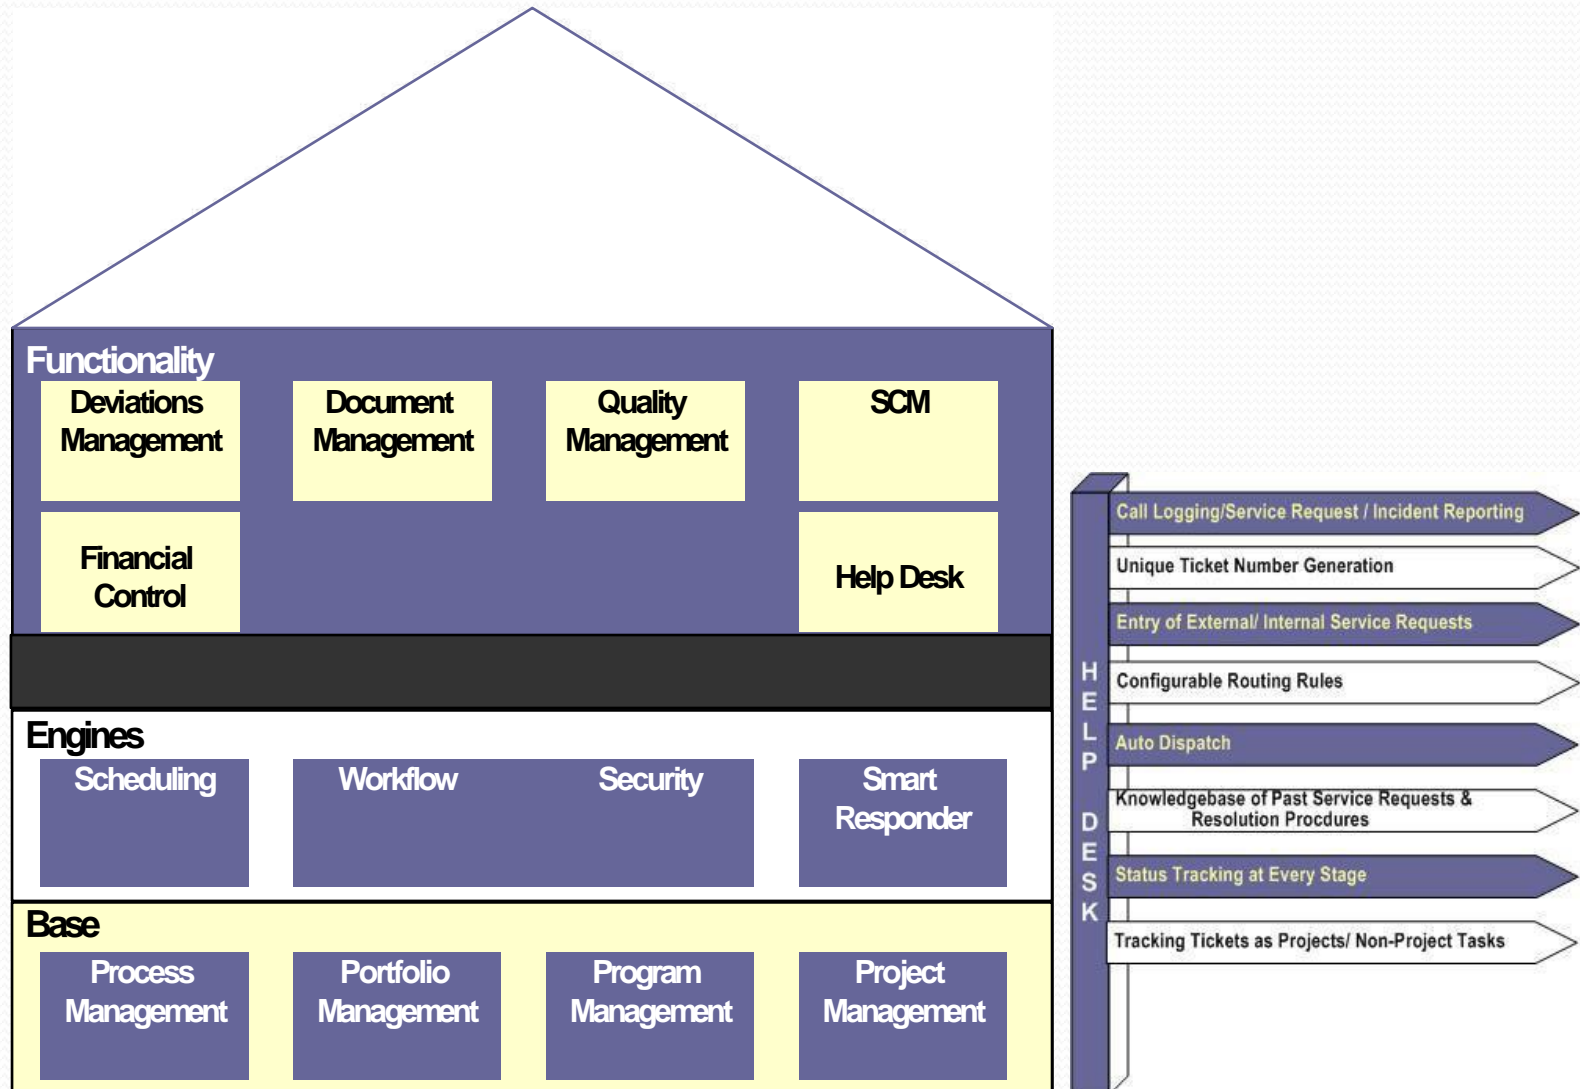 Functionality
Deviations
Management
Document
Management
Quality
Management
SCM
Financial
Control
Help Desk
Engines
Scheduling
Workflow
Security
Smart
Responder
Base
Process
Management
Portfolio
Management
Program
Management
Project
Management
HELP DESK
Call Logging/Service Request / Incident Reporting
Unique Ticket Number Generation
Entry of External/ Internal Service Requests
Configurable Routing Rules
Auto Dispatch
Knowledgebase of Past Service Requests &
Resolution Procdures
Status Tracking at Every Stage
Tracking Tickets as Projects/ Non-Project Tasks